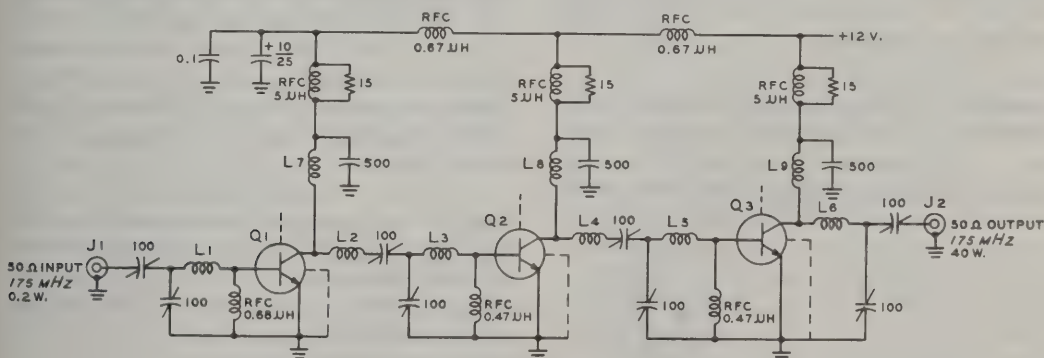 RFC
0.67 µH
RFC
0.67 µH
+12 V.
0.1
+ 10
25
RFC
5 µH
15
RFC
5 µH
15
RFC
5 µH
15
L7
500
L8
500
L9
500
Q1
Q2
Q3
J1
100
L1
L2
100
L3
L4
100
L5
L6
100
J2
50 Ω INPUT
175 MHz
0.2 W.
50 Ω OUTPUT
175 MHz
40 W.
100
RFC
0.68 µH
100
RFC
0.47 µH
100
RFC
0.47 µH
100